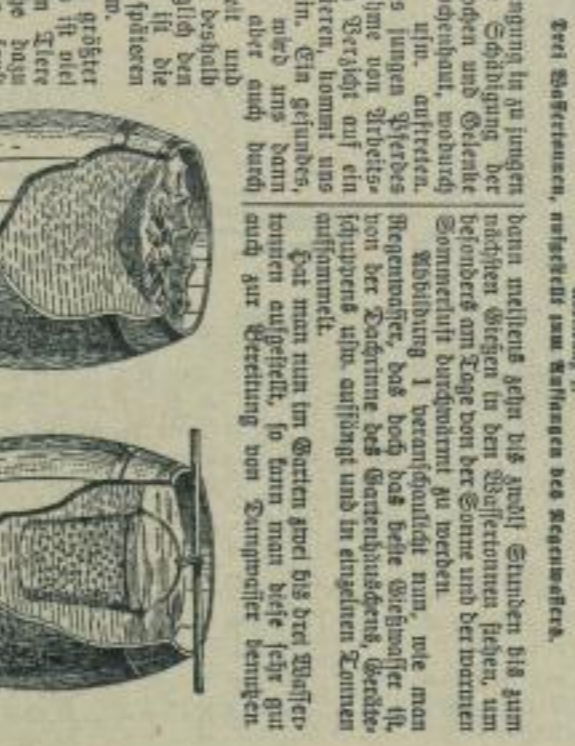 Drei Wassertonnen, aufgestellt zum Auffangen des Regenwassers.
ngung in zu jungen
Schädigung der
ochen und Gelenke
chenhaut, wodurch
usw. auftreten.
s jungen Pferdes
hme von Arbeits-
Verzicht auf ein
ieren, kommt uns
in. Ein gesundes,
wird uns dann
aber auch durch
eit und
deshalb
glich den
ist die
späteren
m.
größter
ist viel
n Tiere
ge dazu
dann meistens zehn bis zwölf Stunden bis zum
nächsten Gießen in den Wassertonnen stehen, um
besonders am Tage von der Sonne und der warmen
Sommerluft durchwärmt zu werden.
Abbildung 1 veranschaulicht nun, wie man
Regenwasser, das doch das beste Gießwasser ist,
von der Dachrinne des Gartenhäuschens, Geräte-
schuppens usw. auffängt und in einzelnen Tonnen
aufsammelt.
Hat man nun im Garten zwei bis drei Wasser-
tonnen aufgestellt, so kann man diese sehr gut
auch zur Bereitung von Dungwasser benutzen.